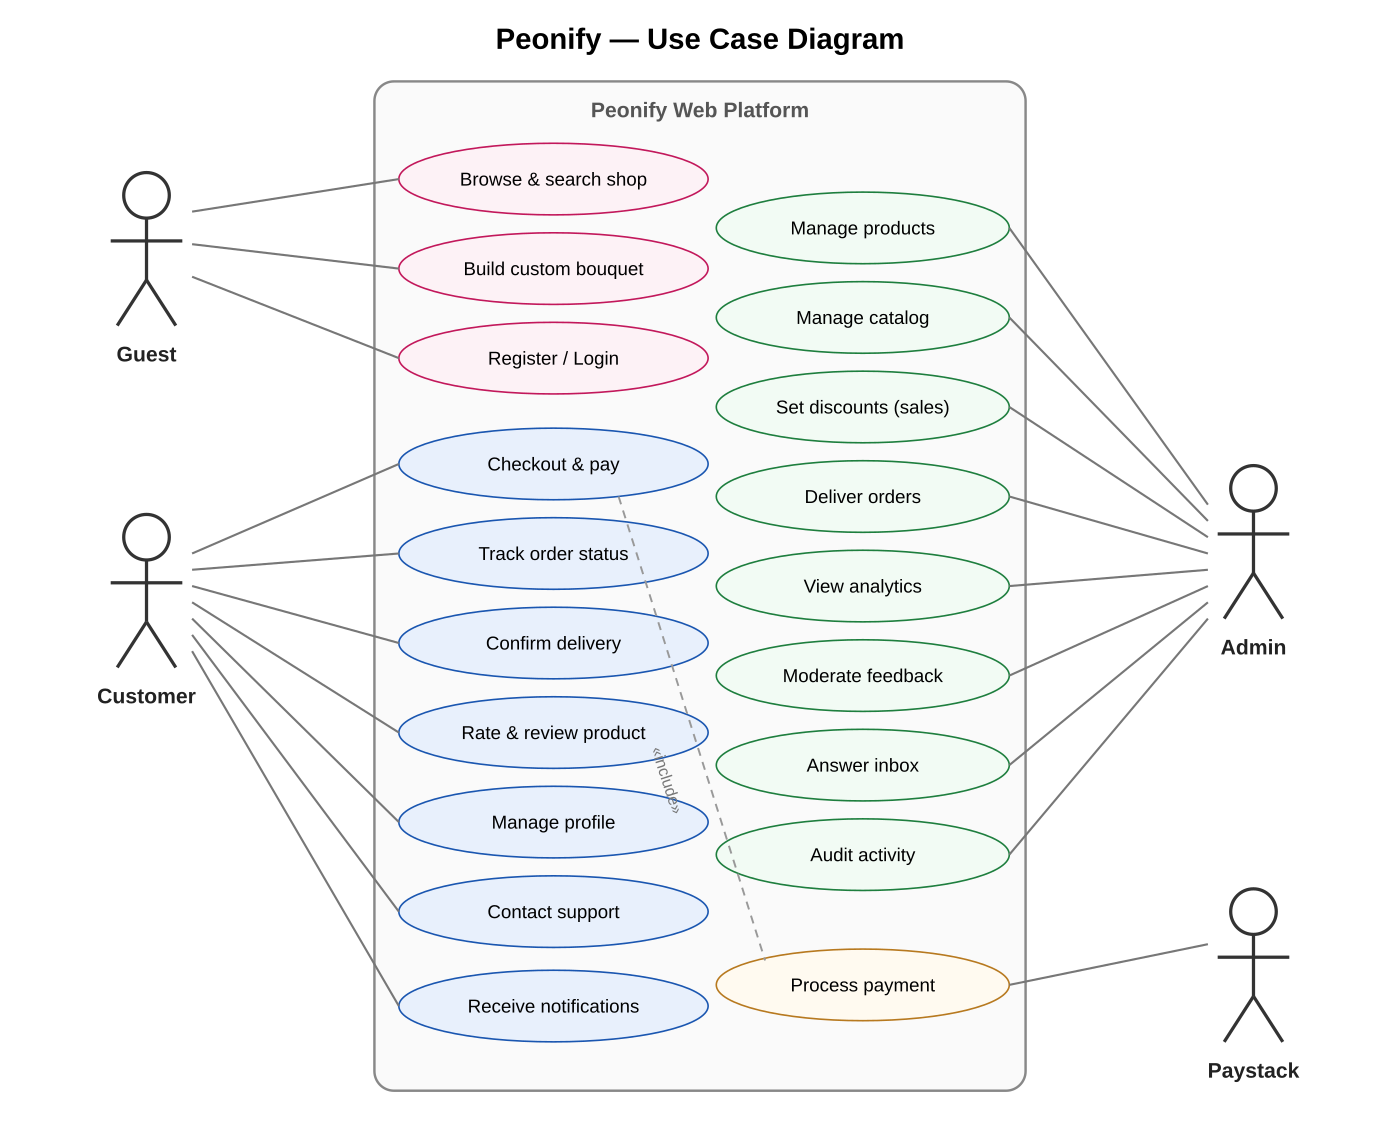 Peonify — Use Case Diagram
Peonify Web Platform
Browse & search shop
Build custom bouquet
Register / Login
Guest
Checkout & pay
Track order status
Confirm delivery
Rate & review product
Manage profile
Contact support
Receive notifications
Customer
«include»
Manage products
Manage catalog
Set discounts (sales)
Deliver orders
View analytics
Moderate feedback
Answer inbox
Audit activity
Process payment
Admin
Paystack